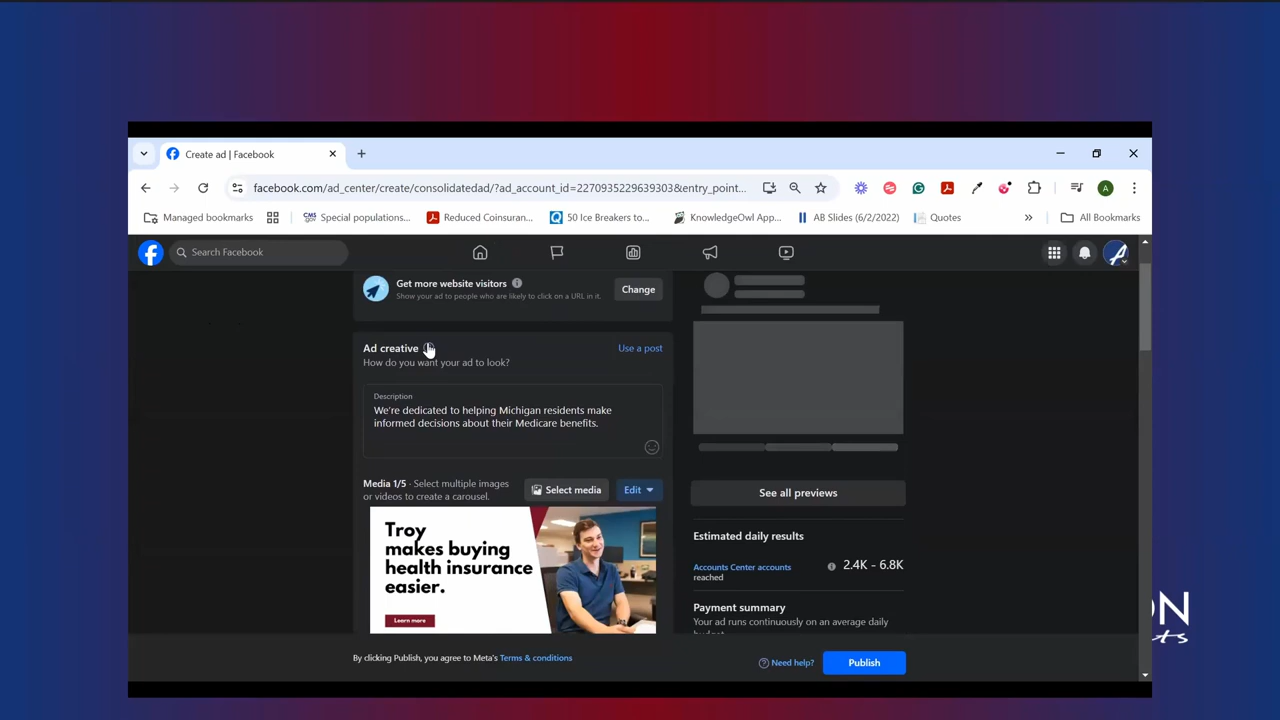 Create ad | Facebook
facebook.com/ad_center/create/consolidatedad/?ad_account_id=2270935229639303&entry_point...
A
Managed bookmarks
CMS Special populations...
Reduced Coinsuran...
50 Ice Breakers to...
KnowledgeOwl App...
AB Slides (6/2/2022)
Quotes
»
All Bookmarks
Search Facebook
Get more website visitors
Show your ad to people who are likely to click on a URL in it.
Change
Ad creative
Use a post
How do you want your ad to look?
Description
We're dedicated to helping Michigan residents make
informed decisions about their Medicare benefits.
Media 1/5 · Select multiple images
or videos to create a carousel.
Select media
Edit
Troy
makes buying
health insurance
easier.
Learn more
See all previews
Estimated daily results
Accounts Center accounts
reached
2.4K - 6.8K
Payment summary
Your ad runs continuously on an average daily
By clicking Publish, you agree to Meta's Terms & conditions
Need help?
Publish